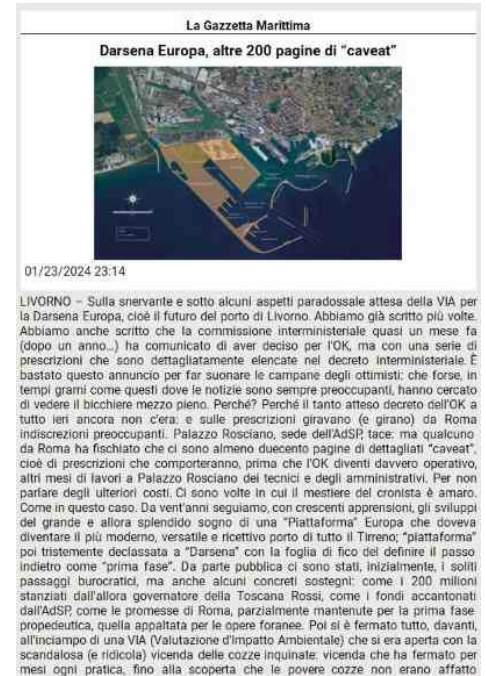 La Gazzetta Marittima
Darsena Europa, altre 200 pagine di "caveat"
01/23/2024 23:14
LIVORNO – Sulla snervante e sotto alcuni aspetti paradossale attesa della VIA per
la Darsena Europa, cioè il futuro del porto di Livorno. Abbiamo già scritto più volte.
Abbiamo anche scritto che la commissione interministeriale quasi un mese fa
(dopo un anno...) ha comunicato di aver deciso per l'OK, ma con una serie di
prescrizioni che sono dettagliatamente elencate nel decreto interministeriale. È
bastato questo annuncio per far suonare le campane degli ottimisti; che forse, in
tempi grami come questi dove le notizie sono sempre preoccupanti, hanno cercato
di vedere il bicchiere mezzo pieno. Perché? Perché il tanto atteso decreto dell'OK a
tutto ieri ancora non c'era: e sulle prescrizioni giravano (e girano) da Roma
indiscrezioni preoccupanti. Palazzo Rosciano, sede dell'AdSP, tace: ma qualcuno
da Roma ha fischiato che ci sono almeno duecento pagine di dettagliati "caveat",
cioè di prescrizioni che comporteranno, prima che l'OK diventi davvero operativo,
altri mesi di lavori a Palazzo Rosciano dei tecnici e degli amministrativi. Per non
parlare degli ulteriori costi. Ci sono volte in cui il mestiere del cronista è amaro.
Come in questo caso. Da vent'anni seguiamo, con crescenti apprensioni, gli sviluppi
del grande e allora splendido sogno di una "Piattaforma" Europa che doveva
diventare il più moderno, versatile e ricettivo porto di tutto il Tirreno; "piattaforma"
poi tristemente declassata a "Darsena" con la foglia di fico del definire il passo
indietro come "prima fase". Da parte pubblica ci sono stati, inizialmente, i soliti
passaggi burocratici, ma anche alcuni concreti sostegni: come i 200 milioni
stanziati dall'allora governatore della Toscana Rossi, come i fondi accantonati
dall'AdSP, come le promesse di Roma, parzialmente mantenute per la prima fase
propedeutica, quella appaltata per le opere foranee. Poi si è fermato tutto, davanti,
all'inciampo di una VIA (Valutazione d'Impatto Ambientale) che si era aperta con la
scandalosa (e ridicola) vicenda delle cozze inquinate: vicenda che ha fermato per
mesi ogni pratica, fino alla scoperta che le povere cozze non erano affatto